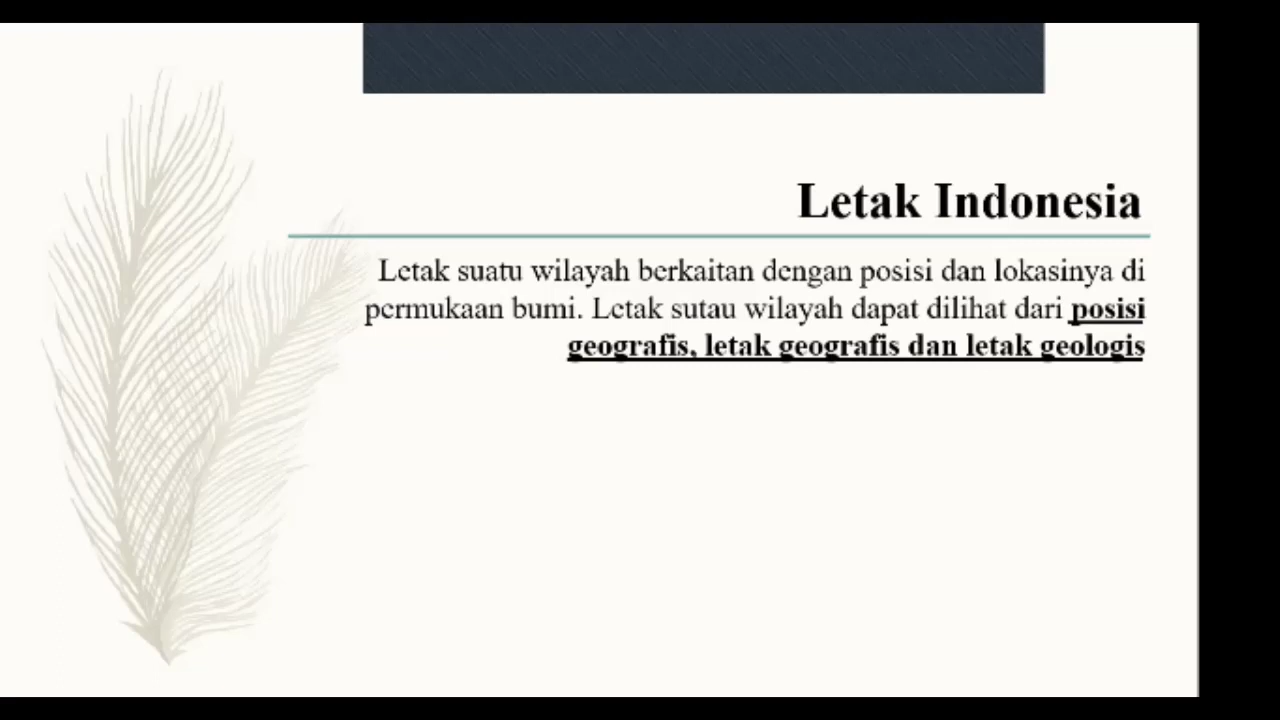 Letak Indonesia
Letak suatu wilayah berkaitan dengan posisi dan lokasinya di
permukaan bumi. Letak sutau wilayah dapat dilihat dari posisi
geografis, letak geografis dan letak geologis